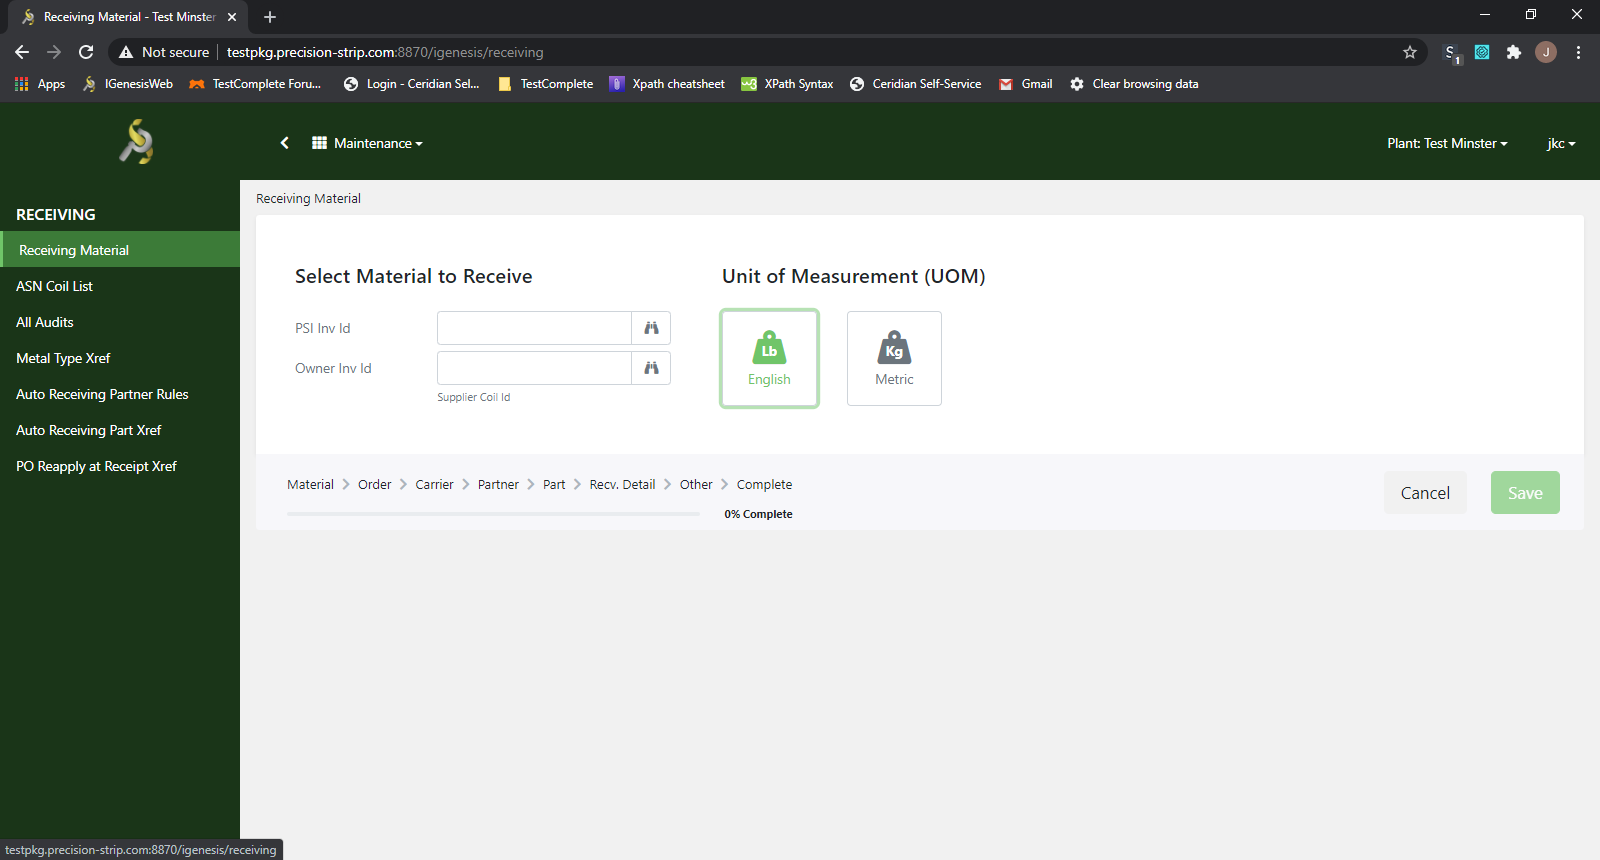 Receiving Material - Test Minster
Not secure
testpkg.precision-strip.com:8870/igenesis/receiving
S
1
J
Apps
IGenesisWeb
TestComplete Foru...
Login - Ceridian Sel...
TestComplete
Xpath cheatsheet
XPath Syntax
Ceridian Self-Service
Gmail
Clear browsing data
Maintenance
Plant: Test Minster
jkc
RECEIVING
Receiving Material
ASN Coil List
All Audits
Metal Type Xref
Auto Receiving Partner Rules
Auto Receiving Part Xref
PO Reapply at Receipt Xref
Receiving Material
Select Material to Receive
PSI Inv Id
Owner Inv Id
Supplier Coil Id
Unit of Measurement (UOM)
Lb
English
Kg
Metric
Material
Order
Carrier
Partner
Part
Recv. Detail
Other
Complete
0% Complete
Cancel
Save
testpkg.precision-strip.com:8870/igenesis/receiving